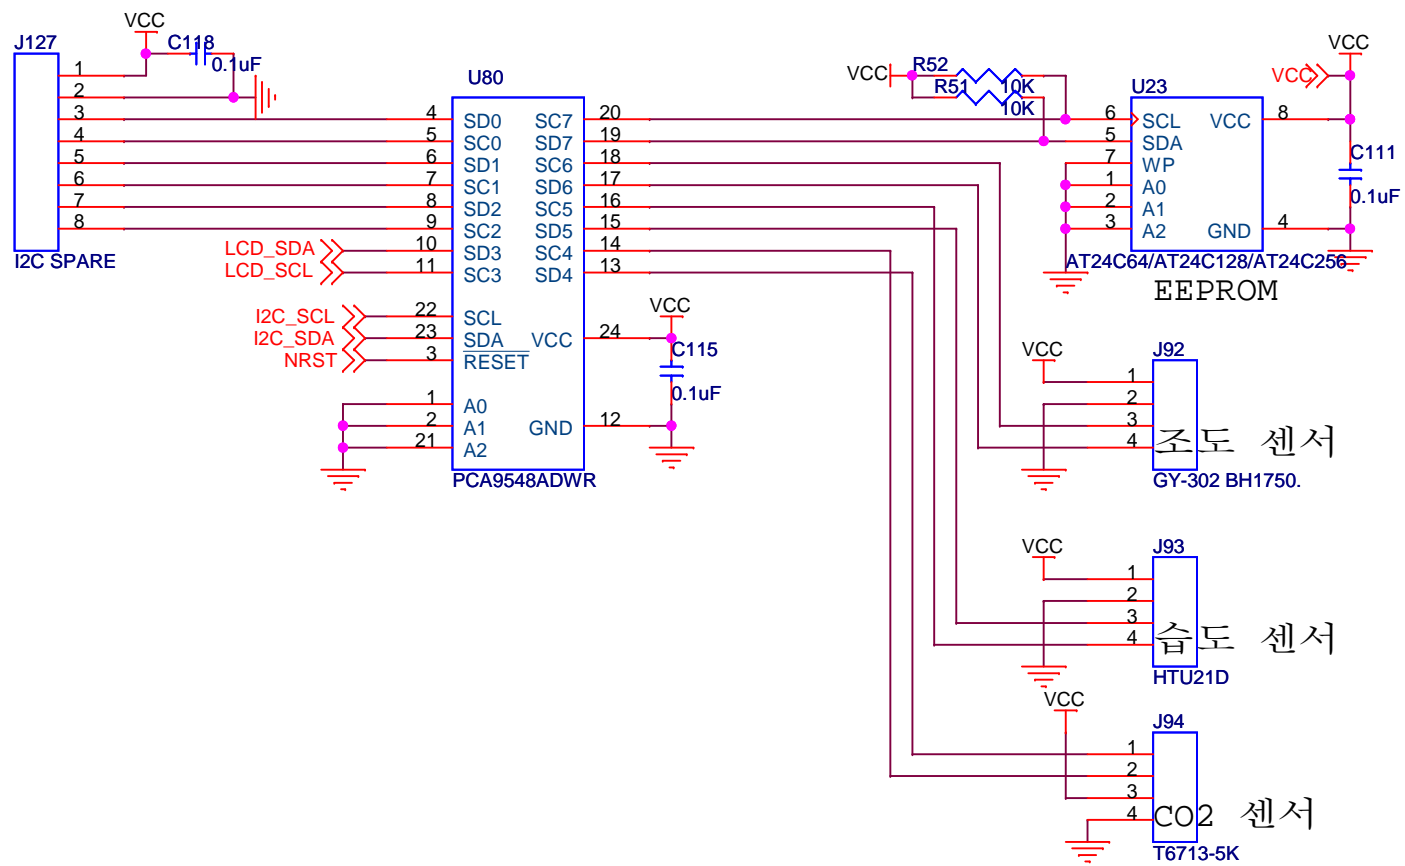 VCC
J127
C118
0.1uF
1
2
3
4
5
6
7
8
I2C SPARE
U80
4 SD0 SC7 20
5 SC0 SD7 19
6 SD1 SC6 18
7 SC1 SD6 17
8 SD2 SC5 16
9 SC2 SD5 15
LCD_SDA 10 SD3 SC4 14
LCD_SCL 11 SC3 SD4 13
I2C_SCL 22 SCL
I2C_SDA 23 SDA VCC 24
NRST 3 RESET
1 A0
2 A1 GND 12
21 A2
PCA9548ADWR
VCC
C115
0.1uF
VCC
R52
10K
R51
10K
VCC
VCC
U23
6 SCL VCC 8
5 SDA
7 WP
1 A0
2 A1
3 A2 GND 4
C111
0.1uF
AT24C64/AT24C128/AT24C256
EEPROM
VCC
J92
1
2
3
4
조도 센서
GY-302 BH1750.
VCC
J93
1
2
3
4
습도 센서
HTU21D
VCC
J94
1
2
3
4
CO2 센서
T6713-5K